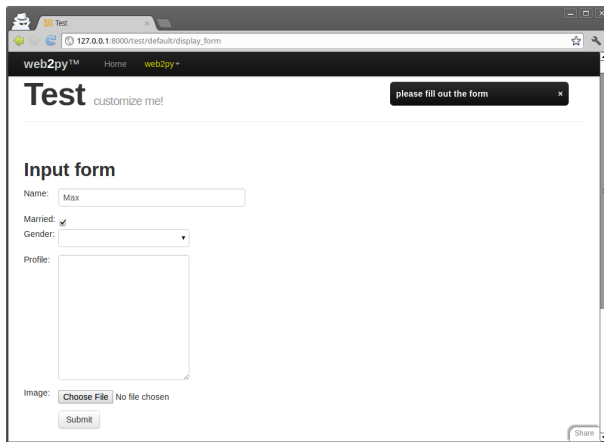 Test
127.0.0.1:8000/test/default/display_form
web2py™ Home web2py
Test customize me!
please fill out the form ×
Input form
Name: Max
Married:
Gender:
Profile:
Image: Choose File No file chosen
Submit
Share